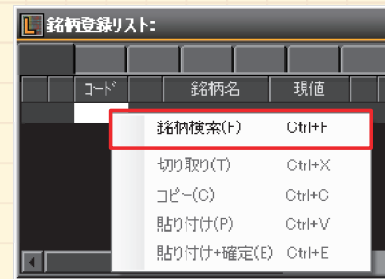 銘柄登録リスト:
コード 銘柄名 現値
銘柄検索(F) Ctrl+F
切り取り(T) Ctrl+X
コピー(C) Ctrl+C
貼り付け(P) Ctrl+V
貼り付け+確定(E) Ctrl+E